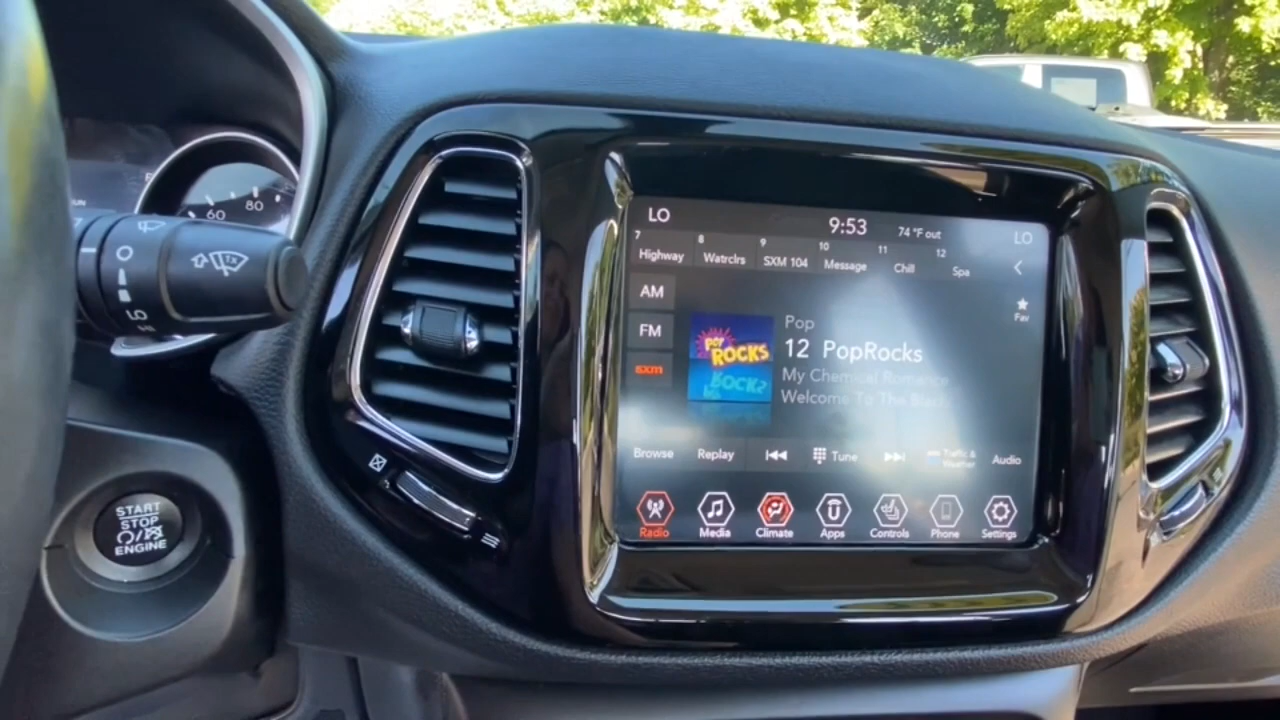 LO
9:53
74 °F out
LO
7 Highway
8 Watrclrs
9 SXM 104
10 Message
11 Chill
12 Spa
AM
FM
sxm
Fav
POP
ROCKS
Pop
12 PopRocks
My Chemical Romance
Welcome To The Black
Browse
Replay
Tune
Traffic &
Weather
Audio
Radio
Media
Climate
Apps
Controls
Phone
Settings
60
80
START
STOP
ENGINE